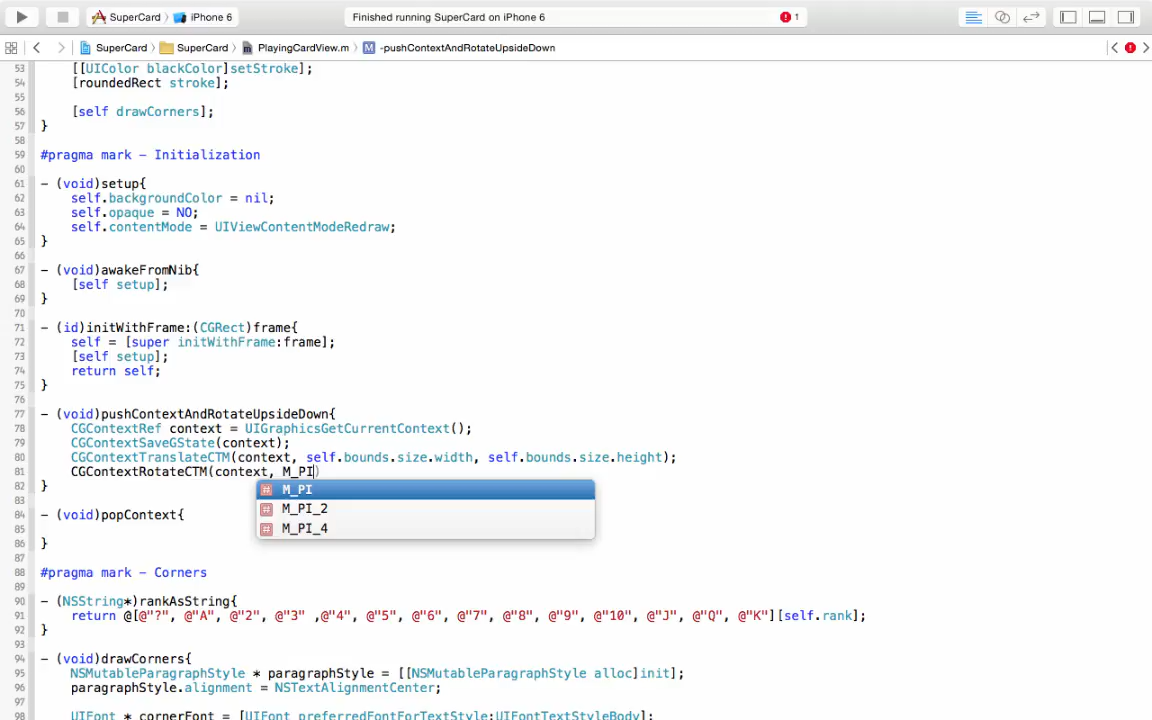 SuperCard iPhone 6 Finished running SuperCard on iPhone 6 1
SuperCard SuperCard PlayingCardView.m M -pushContextAndRotateUpsideDown
53 [[UIColor blackColor]setStroke];
54 [roundedRect stroke];
55
56 [self drawCorners];
57 }
58
59 #pragma mark - Initialization
60
61 - (void)setup{
62 self.backgroundColor = nil;
63 self.opaque = NO;
64 self.contentMode = UIViewContentModeRedraw;
65 }
66
67 - (void)awakeFromNib{
68 [self setup];
69 }
70
71 - (id)initWithFrame:(CGRect)frame{
72 self = [super initWithFrame:frame];
73 [self setup];
74 return self;
75 }
76
77 - (void)pushContextAndRotateUpsideDown{
78 CGContextRef context = UIGraphicsGetCurrentContext();
79 CGContextSaveGState(context);
80 CGContextTranslateCTM(context, self.bounds.size.width, self.bounds.size.height);
81 CGContextRotateCTM(context, M_PI)
82 }
# M_PI
83
# M_PI_2
84 - (void)popContext{
# M_PI_4
85
86 }
87
88 #pragma mark - Corners
89
90 - (NSString*)rankAsString{
91 return @[@"?", @"A", @"2", @"3" ,@"4", @"5", @"6", @"7", @"8", @"9", @"10", @"J", @"Q", @"K"][self.rank];
92 }
93
94 - (void)drawCorners{
95 NSMutableParagraphStyle * paragraphStyle = [[NSMutableParagraphStyle alloc]init];
96 paragraphStyle.alignment = NSTextAlignmentCenter;
97
98 UIFont * cornerFont = [UIFont preferredFontForTextStyle:UIFontTextStyleBody];